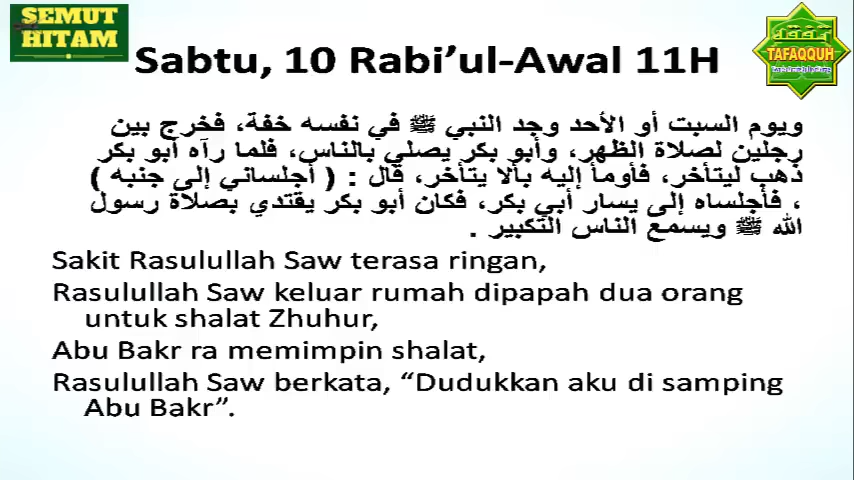 SEMUT
HITAM
Sabtu, 10 Rabi’ul-Awal 11H
TAFAQQUH
ويوم السبت أو الأحد وجد النبي ﷺ في نفسه خفة، فخرج بين
رجلين لصلاة الظهر، وأبو بكر يصلي بالناس، فلما رآه أبو بكر
ذهب ليتأخر، فأومأ إليه بألا يتأخر، قال : ( أجلساني إلى جنبه )
، فأجلساه إلى يسار أبي بكر، فكان أبو بكر يقتدي بصلاة رسول
الله ﷺ ويسمع الناس التكبير .
Sakit Rasulullah Saw terasa ringan,
Rasulullah Saw keluar rumah dipapah dua orang
untuk shalat Zhuhur,
Abu Bakr ra memimpin shalat,
Rasulullah Saw berkata, “Dudukkan aku di samping
Abu Bakr”.